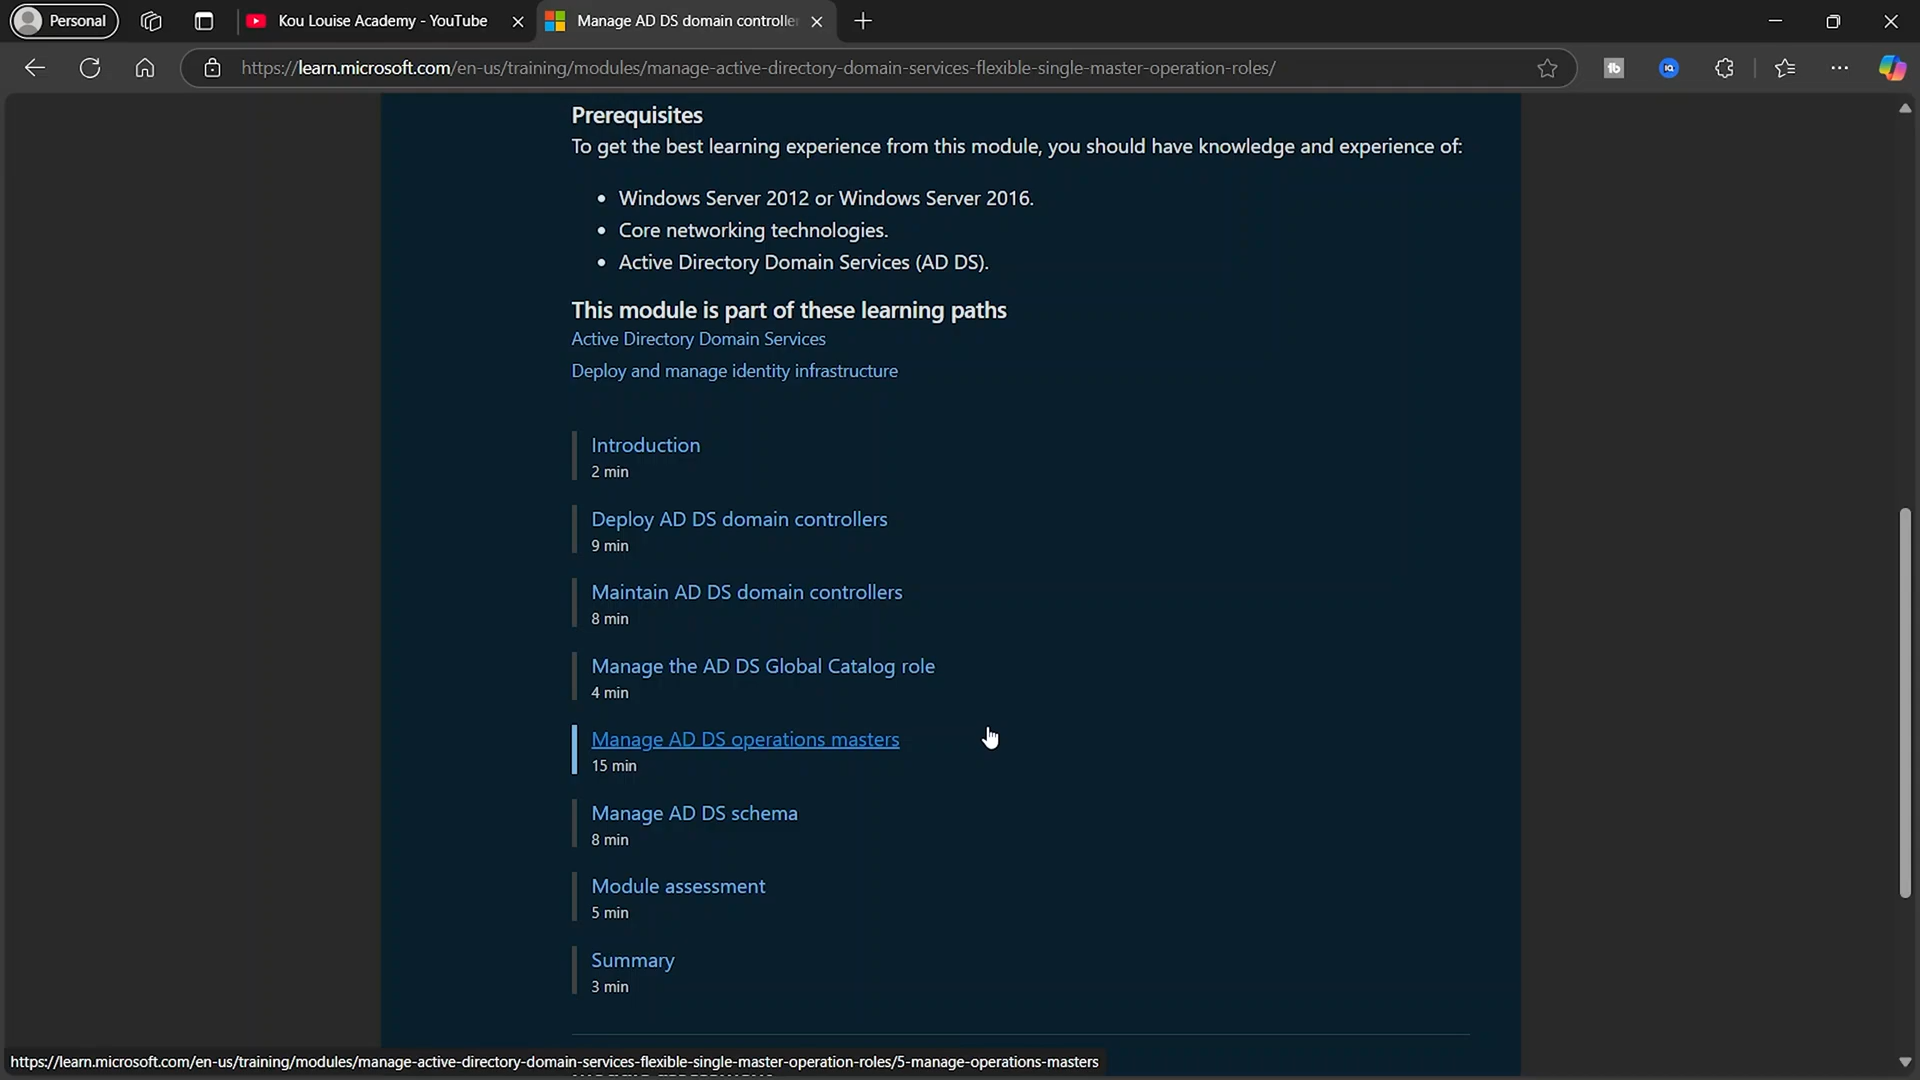 Personal
Kou Louise Academy - YouTube
Manage AD DS domain controlle
https://learn.microsoft.com/en-us/training/modules/manage-active-directory-domain-services-flexible-single-master-operation-roles/
Prerequisites
To get the best learning experience from this module, you should have knowledge and experience of:
• Windows Server 2012 or Windows Server 2016.
• Core networking technologies.
• Active Directory Domain Services (AD DS).
This module is part of these learning paths
Active Directory Domain Services
Deploy and manage identity infrastructure
Introduction
2 min
Deploy AD DS domain controllers
9 min
Maintain AD DS domain controllers
8 min
Manage the AD DS Global Catalog role
4 min
Manage AD DS operations masters
15 min
Manage AD DS schema
8 min
Module assessment
5 min
Summary
3 min
https://learn.microsoft.com/en-us/training/modules/manage-active-directory-domain-services-flexible-single-master-operation-roles/5-manage-operations-masters